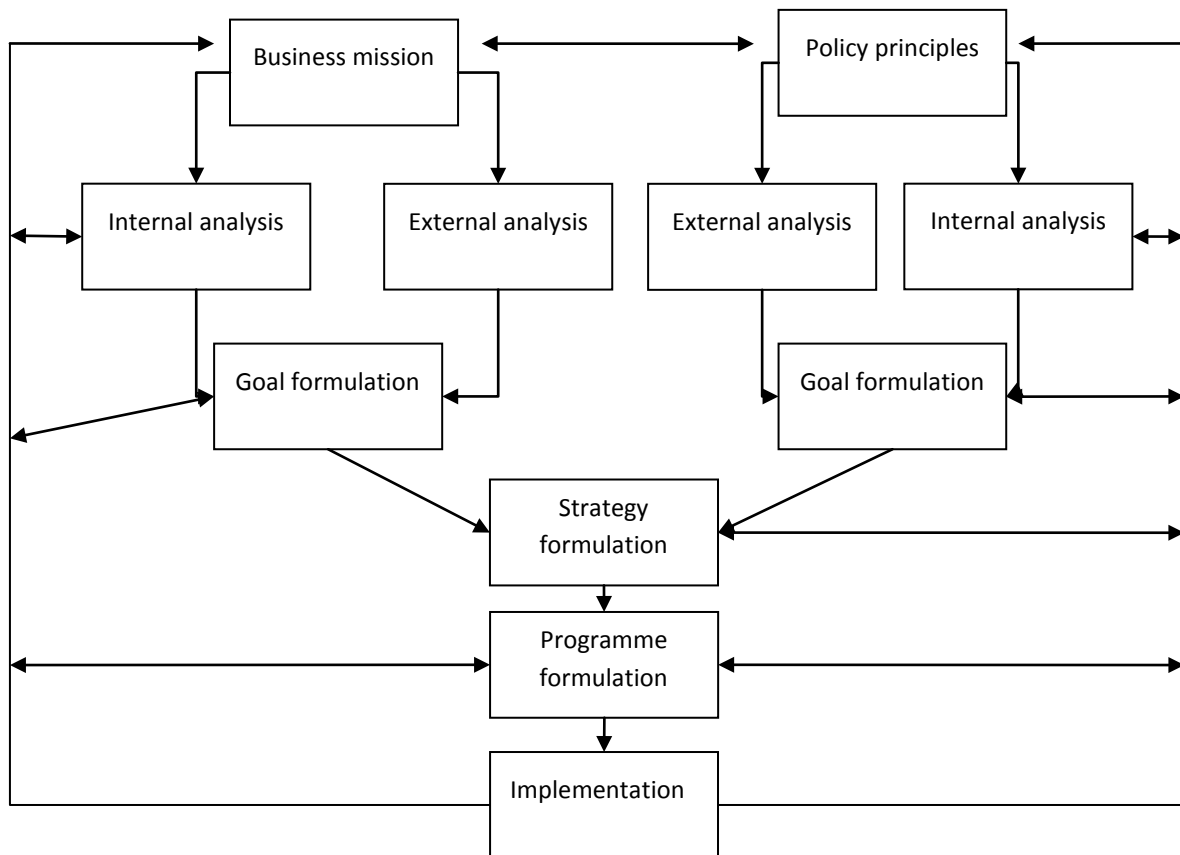 Business mission
Policy principles
Internal analysis
External analysis
External analysis
Internal analysis
Goal formulation
Goal formulation
Strategy
formulation
Programme
formulation
Implementation